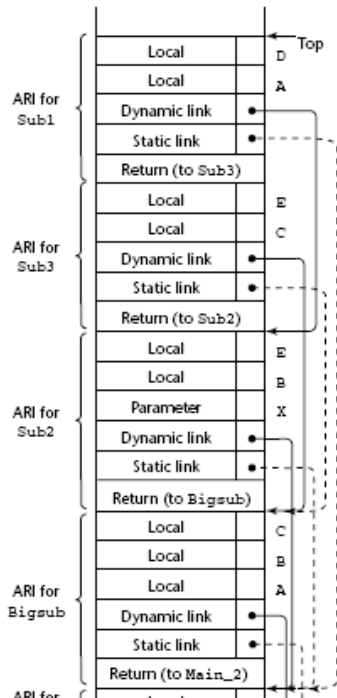 Top
ARI for
Sub1
Local D
Local A
Dynamic link
Static link
Return (to Sub3)
ARI for
Sub3
Local E
Local C
Dynamic link
Static link
Return (to Sub2)
ARI for
Sub2
Local E
Local B
Parameter X
Dynamic link
Static link
Return (to Bigsub)
ARI for
Bigsub
Local C
Local B
Local A
Dynamic link
Static link
Return (to Main_2)
ARI for